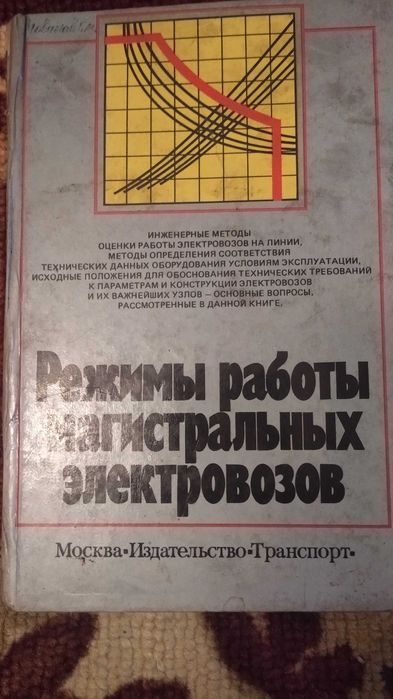 ИНЖЕНЕРНЫЕ МЕТОДЫ
ОЦЕНКИ РАБОТЫ ЭЛЕКТРОВОЗОВ НА ЛИНИИ,
МЕТОДЫ ОПРЕДЕЛЕНИЯ СООТВЕТСТВИЯ
ТЕХНИЧЕСКИХ ДАННЫХ ОБОРУДОВАНИЯ УСЛОВИЯМ ЭКСПЛУАТАЦИИ,
ИСХОДНЫЕ ПОЛОЖЕНИЯ ДЛЯ ОБОСНОВАНИЯ ТЕХНИЧЕСКИХ ТРЕБОВАНИЙ
К ПАРАМЕТРАМ И КОНСТРУКЦИИ ЭЛЕКТРОВОЗОВ
И ИХ ВАЖНЕЙШИХ УЗЛОВ – ОСНОВНЫЕ ВОПРОСЫ,
РАССМОТРЕННЫЕ В ДАННОЙ КНИГЕ.
Режимы работы
магистральных
электровозов
Москва•Издательство•Транспорт•